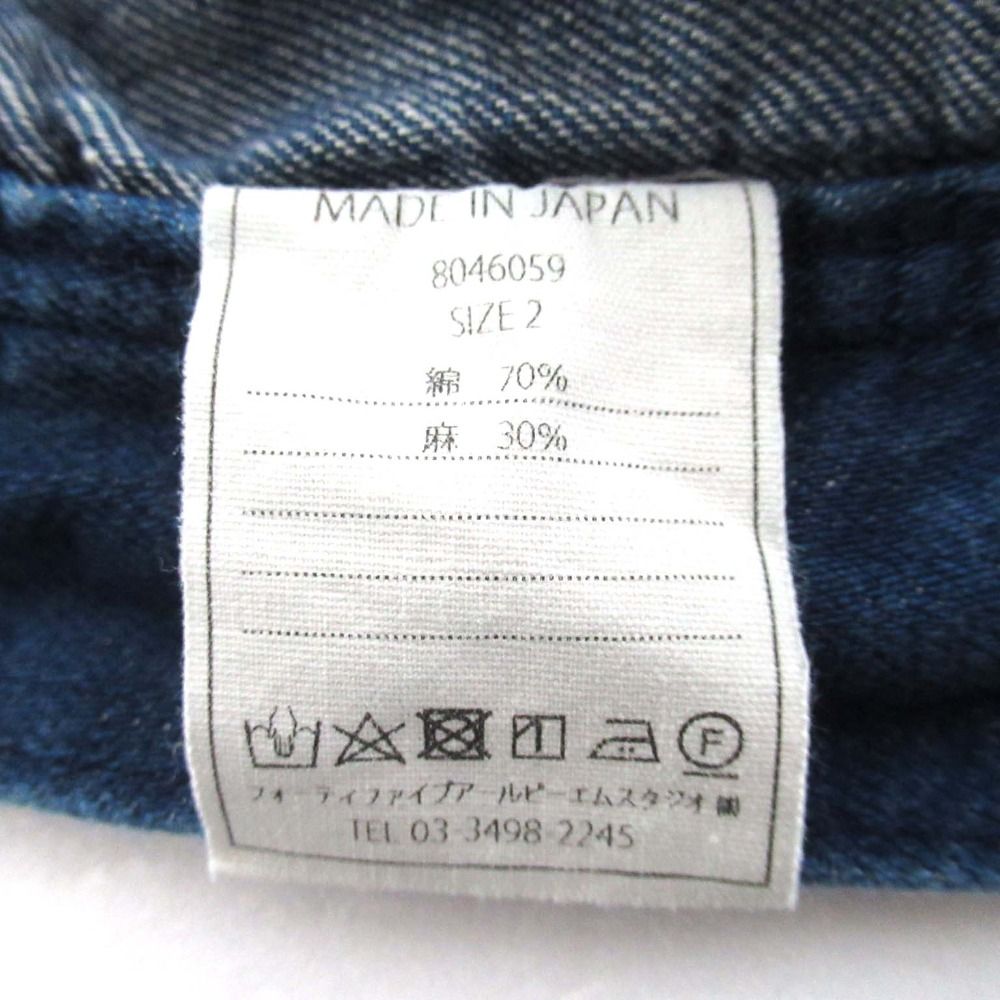 MADE IN JAPAN
8046059
SIZE 2
綿 70%
麻 30%
F
フォーティファイブアールピーエムスタジオ ㈱
TEL 03-3498-2245